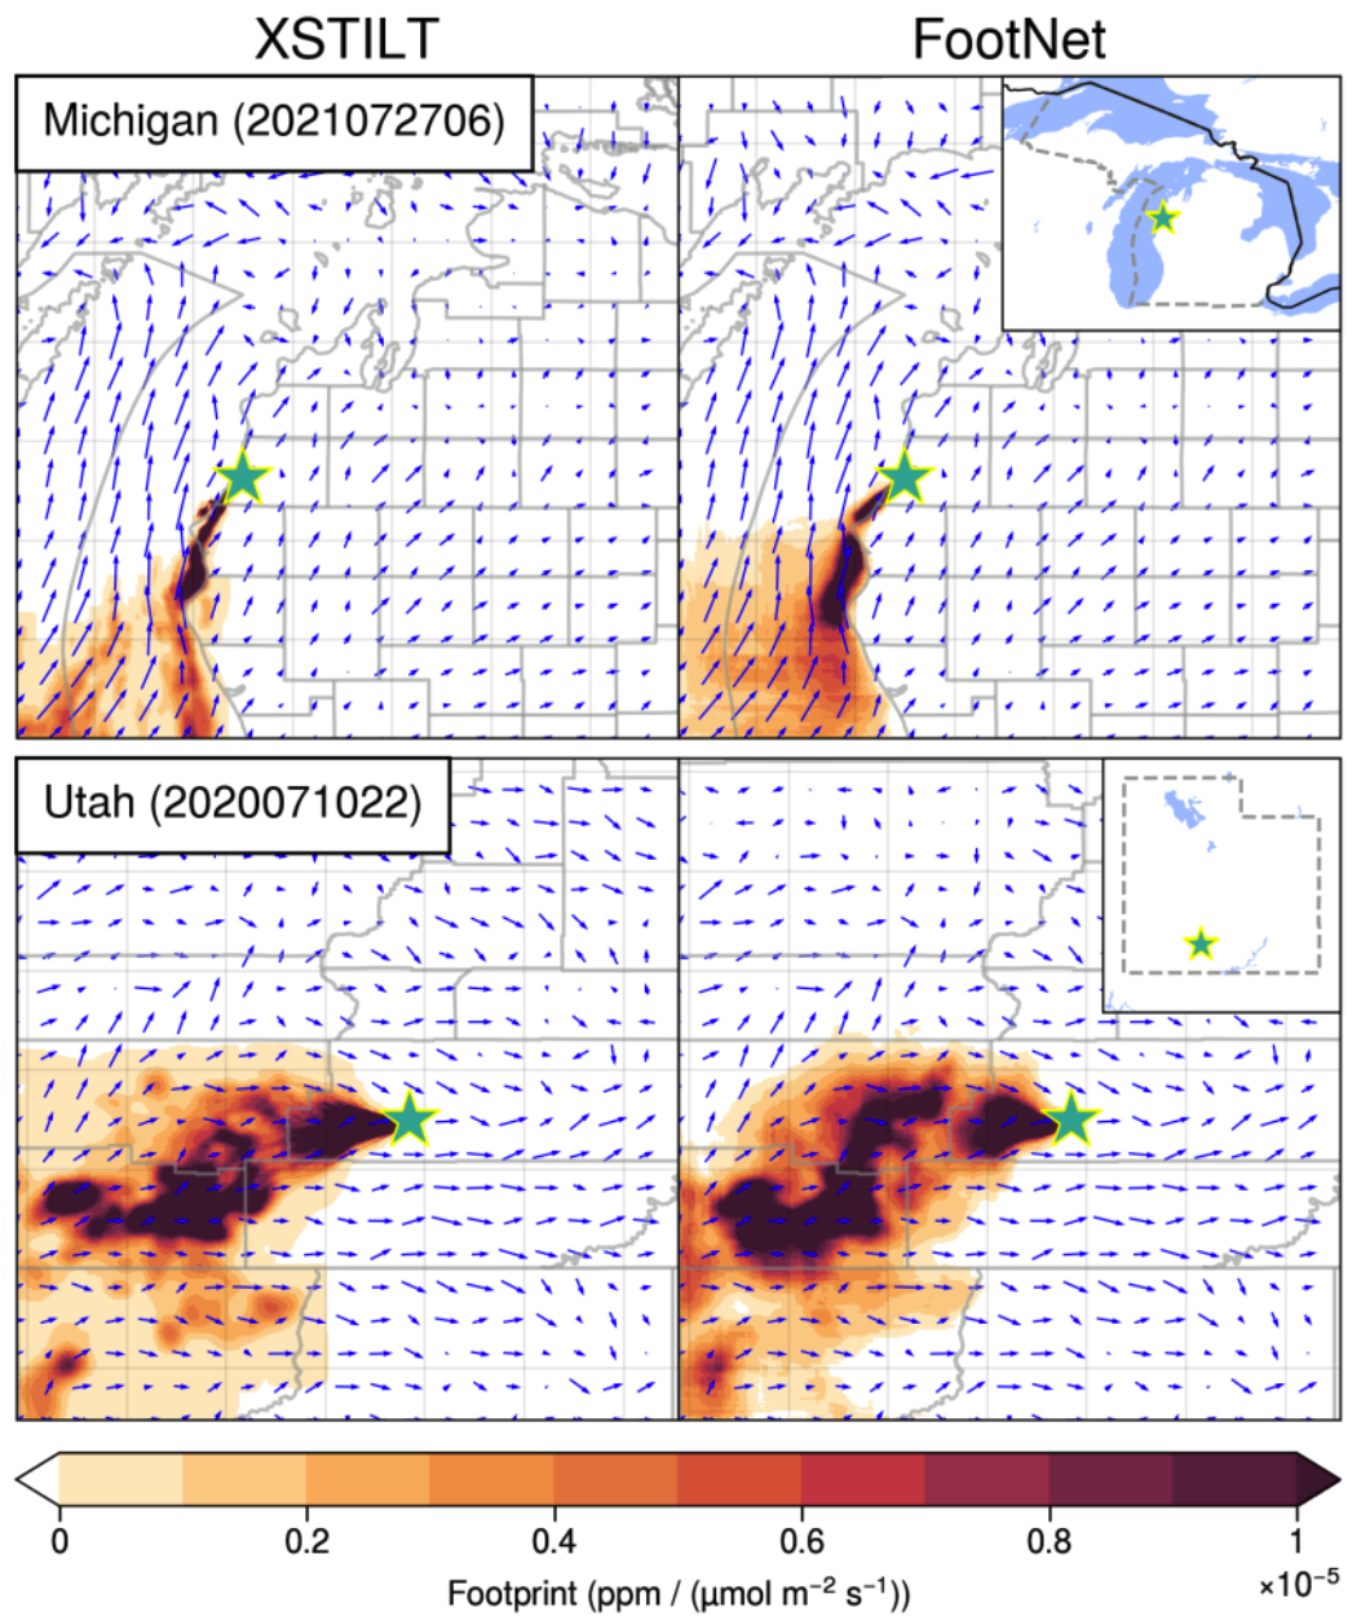 XSTILT FootNet
Michigan (2021072706)
Utah (2020071022)
0 0.2 0.4 0.6 0.8 1
Footprint (ppm / (μmol m⁻² s⁻¹)) ×10⁻⁵